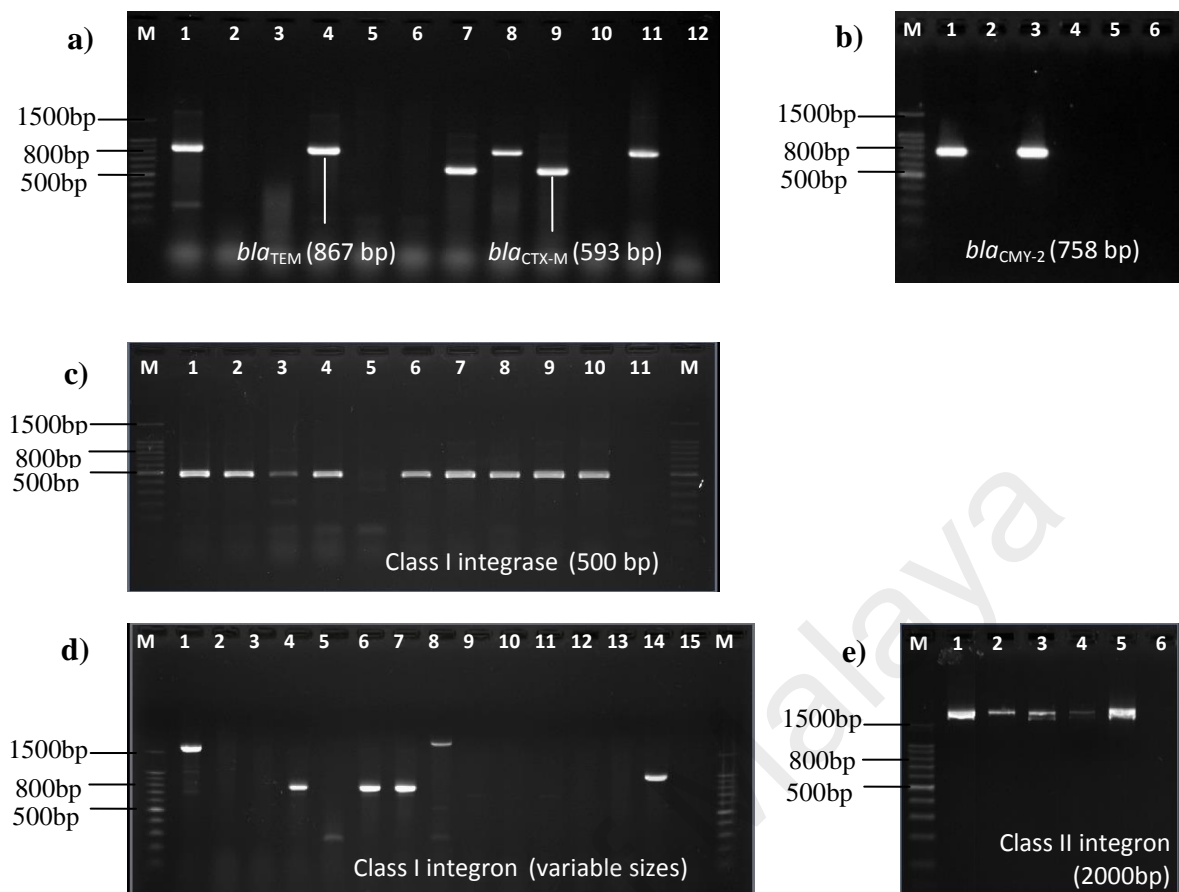 a)
M 1 2 3 4 5 6 7 8 9 10 11 12
1500bp
800bp
500bp
blaTEM (867 bp)
blaCTX-M (593 bp)
b)
M 1 2 3 4 5 6
1500bp
800bp
500bp
blaCMY-2 (758 bp)
c)
M 1 2 3 4 5 6 7 8 9 10 11 M
1500bp
800bp
500bp
Class I integrase (500 bp)
d)
M 1 2 3 4 5 6 7 8 9 10 11 12 13 14 15 M
1500bp
800bp
500bp
Class I integron (variable sizes)
e)
M 1 2 3 4 5 6
1500bp
800bp
500bp
Class II integron
(2000bp)
Malaya